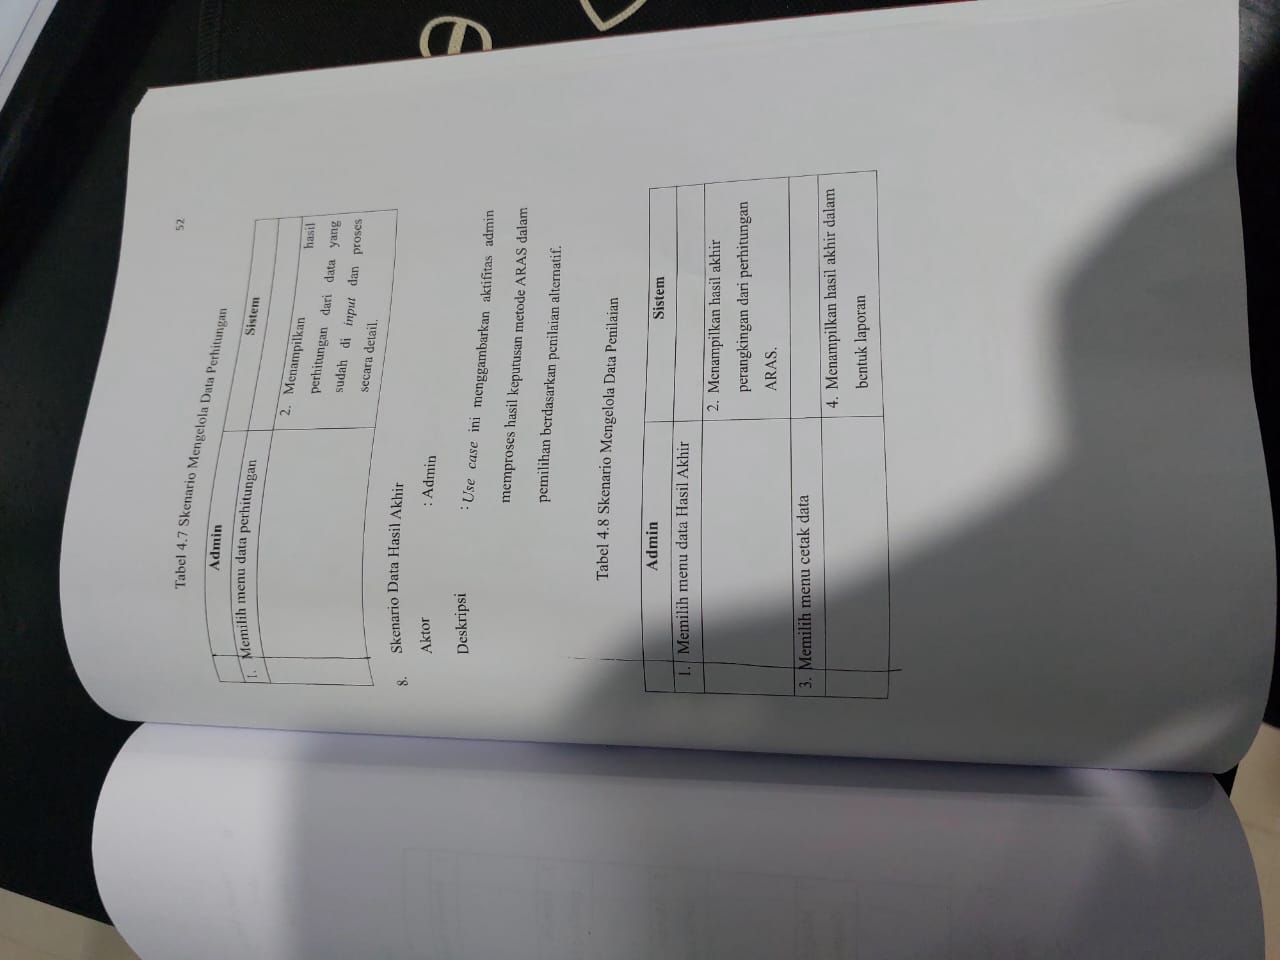 52
Tabel 4.7 Skenario Mengelola Data Perhitungan
Admin
Sistem
1. Memilih menu data perhitungan
2. Menampilkan hasil
perhitungan dari data yang
sudah di input dan proses
secara detail.
8. Skenario Data Hasil Akhir
Aktor : Admin
Deskripsi : Use case ini menggambarkan aktifitas admin
memproses hasil keputusan metode ARAS dalam
pemilihan berdasarkan penilaian alternatif.
Tabel 4.8 Skenario Mengelola Data Penilaian
Admin
Sistem
1. Memilih menu data Hasil Akhir
2. Menampilkan hasil akhir
perangkingan dari perhitungan
ARAS.
3. Memilih menu cetak data
4. Menampilkan hasil akhir dalam
bentuk laporan